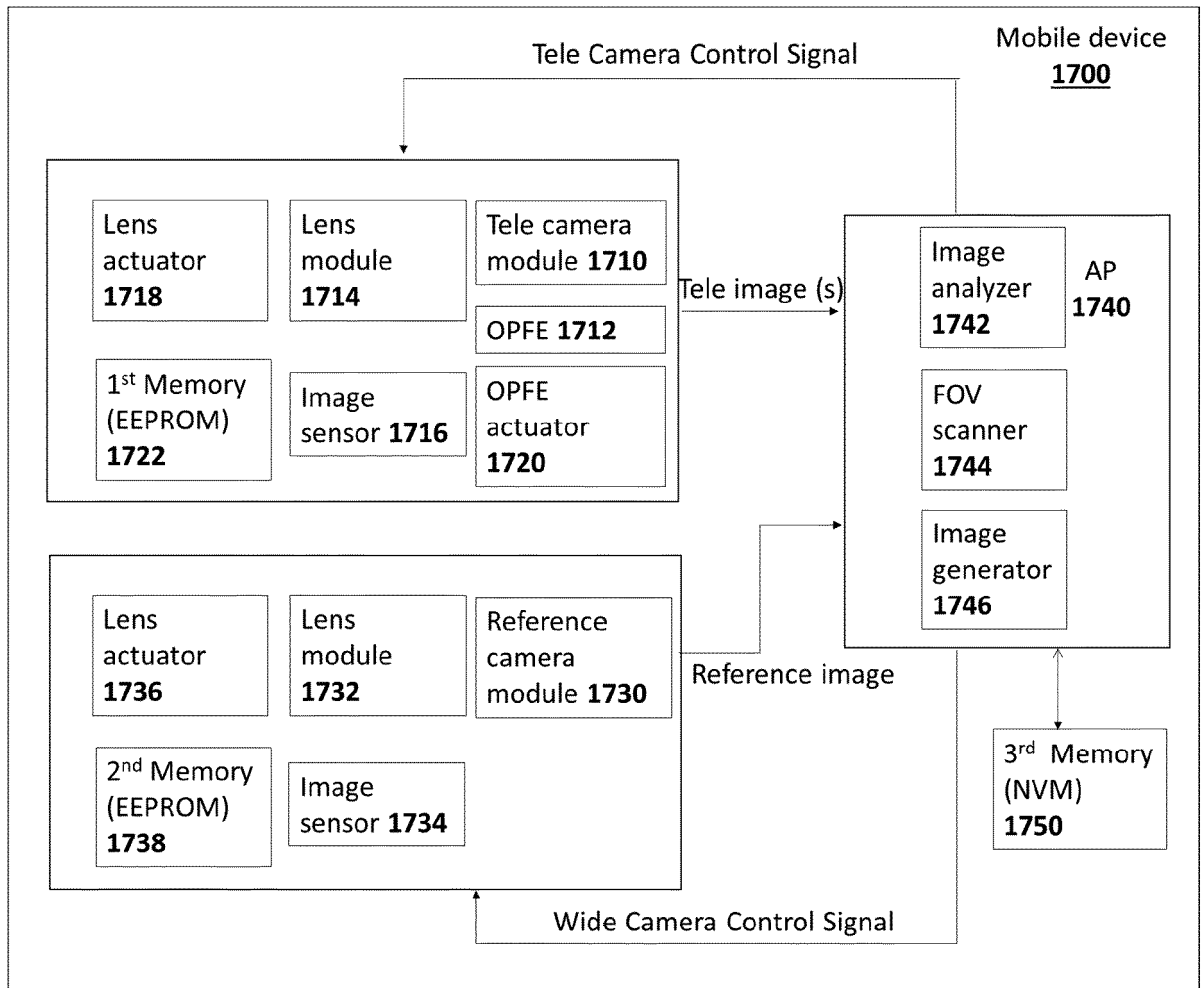 Tele Camera Control Signal
Mobile device
1700
Lens
actuator
1718
Lens
module
1714
Tele camera
module 1710
OPFE 1712
1st Memory
(EEPROM)
1722
Image
sensor 1716
OPFE
actuator
1720
Tele image (s)
Image
analyzer
1742
AP
1740
FOV
scanner
1744
Image
generator
1746
Lens
actuator
1736
Lens
module
1732
Reference
camera
module 1730
2nd Memory
(EEPROM)
1738
Image
sensor 1734
Reference image
3rd Memory
(NVM)
1750
Wide Camera Control Signal